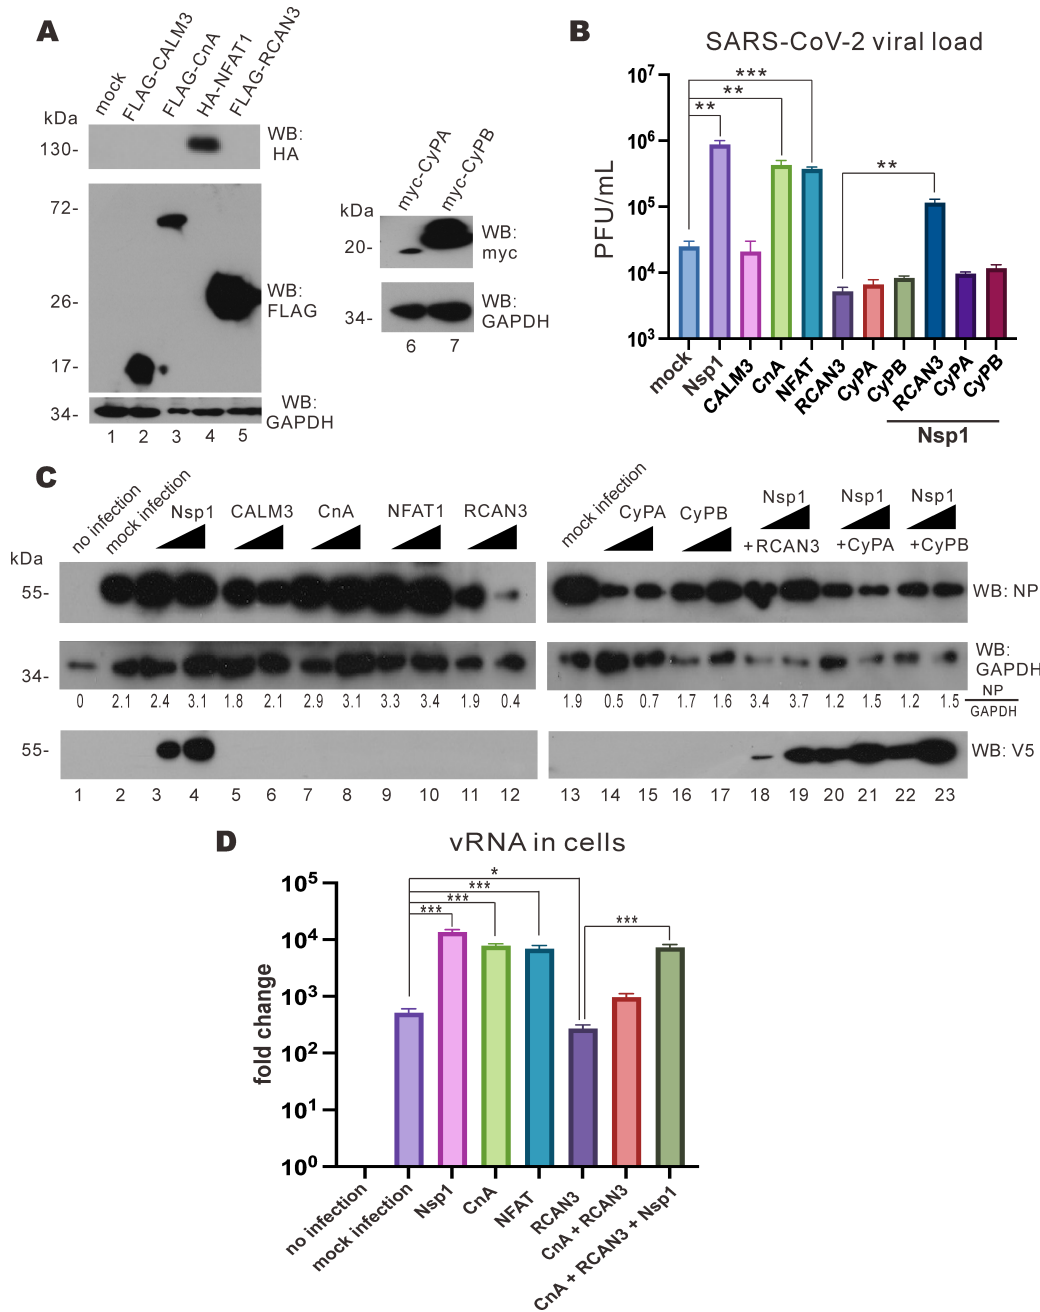 A
mock
FLAG-CALM3
FLAG-CnA
HA-NFAT1
FLAG-RCAN3
kDa
130-
WB:
HA
72-
26-
17-
WB:
FLAG
34-
WB:
GAPDH
1 2 3 4 5
myc-CyPA
myc-CyPB
kDa
20-
WB:
myc
34-
WB:
GAPDH
6 7
B
SARS-CoV-2 viral load
PFU/mL
10⁷
10⁶
10⁵
10⁴
10³
***
**
**
**
mock
Nsp1
CALM3
CnA
NFAT
RCAN3
CyPA
CyPB
RCAN3
CyPA
CyPB
Nsp1
C
no infection
mock infection
Nsp1 CALM3 CnA NFAT1 RCAN3
kDa
55-
34-
0 2.1 2.4 3.1 1.8 2.1 2.9 3.1 3.3 3.4 1.9 0.4
55-
1 2 3 4 5 6 7 8 9 10 11 12
mock infection
CyPA CyPB
Nsp1 Nsp1 Nsp1
+RCAN3 +CyPA +CyPB
WB: NP
WB:
GAPDH
1.9 0.5 0.7 1.7 1.6 3.4 3.7 1.2 1.5 1.2 1.5
NP
GAPDH
WB: V5
13 14 15 16 17 18 19 20 21 22 23
D
vRNA in cells
fold change
10⁵
10⁴
10³
10²
10¹
10⁰
*
***
***
***
***
no infection
mock infection
Nsp1
CnA
NFAT
RCAN3
CnA + RCAN3
CnA + RCAN3 + Nsp1